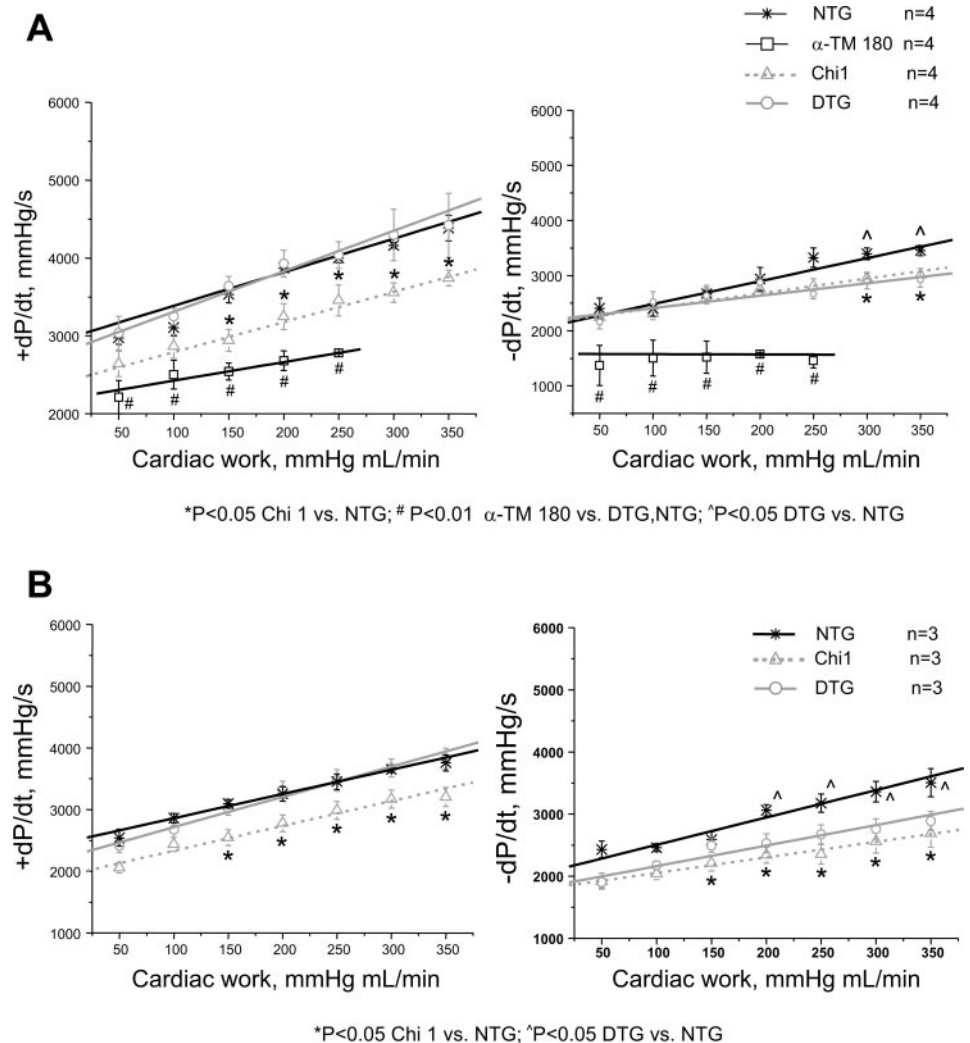 A
NTG n=4
α-TM 180 n=4
Chi1 n=4
DTG n=4
+dP/dt, mmHg/s
6000
5000
4000
3000
2000
* * * * *
# # # # #
50 100 150 200 250 300 350
Cardiac work, mmHg mL/min
-dP/dt, mmHg/s
6000
5000
4000
3000
2000
1000
^ ^
* *
# # # # #
50 100 150 200 250 300 350
Cardiac work, mmHg mL/min
*P<0.05 Chi 1 vs. NTG; # P<0.01 α-TM 180 vs. DTG,NTG; ^P<0.05 DTG vs. NTG
B
+dP/dt, mmHg/s
6000
5000
4000
3000
2000
1000
* * * * *
50 100 150 200 250 300 350
Cardiac work, mmHg mL/min
NTG n=3
Chi1 n=3
DTG n=3
-dP/dt, mmHg/s
6000
5000
4000
3000
2000
1000
^ ^ ^ ^
* * * * *
50 100 150 200 250 300 350
Cardiac work, mmHg mL/min
*P<0.05 Chi 1 vs. NTG; ^P<0.05 DTG vs. NTG